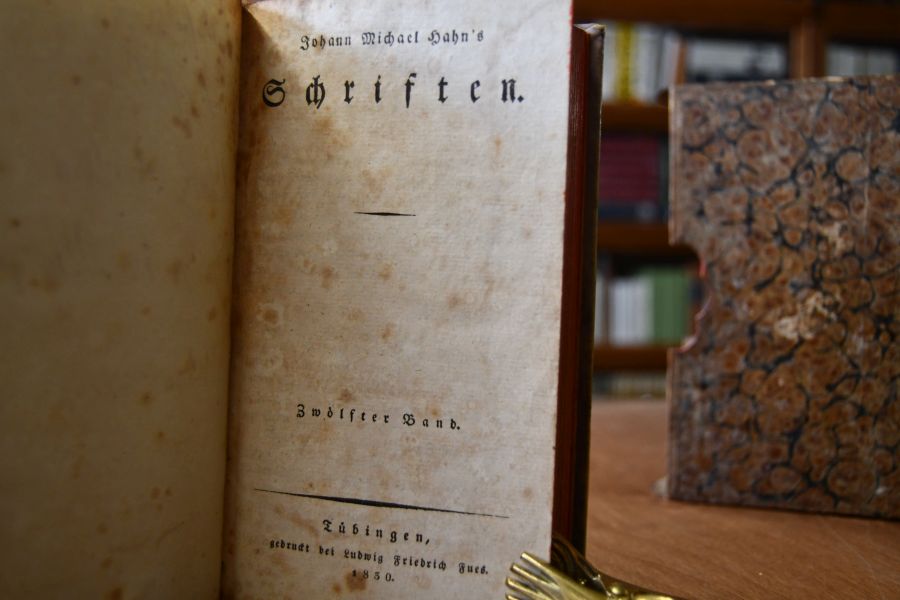 Johann Michael Hahn's
Schriften.
Zwölfter Band.
Tübingen,
gedruckt bei Ludwig Friedrich Fues.
1830.